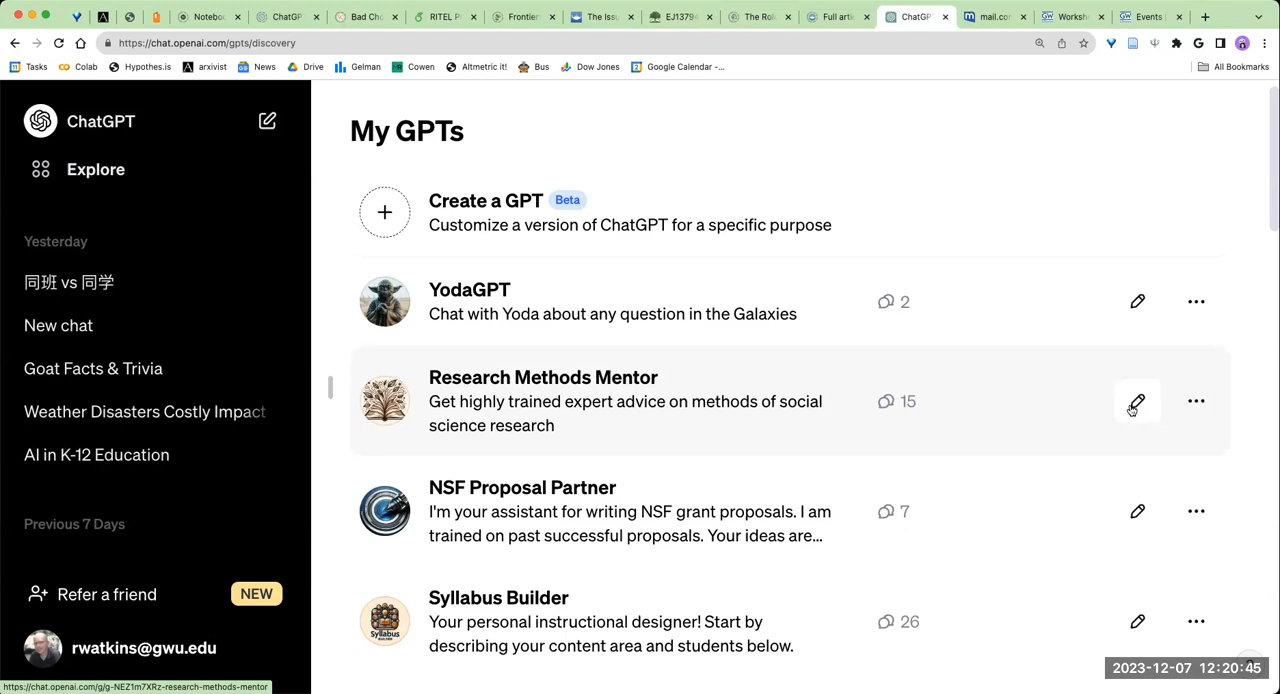 Noteboo
ChatGP
Bad Cho
RITEL P
Frontier
The Issu
EJ13794
The Rol
Full artic
ChatGP
mail.cor
Worksh
Events |
https://chat.openai.com/gpts/discovery
Tasks
Colab
Hypothes.is
arxivist
News
Drive
Gelman
Cowen
Altmetric it!
Bus
Dow Jones
Google Calendar -...
All Bookmarks
ChatGPT
Explore
Yesterday
同班 vs 同学
New chat
Goat Facts & Trivia
Weather Disasters Costly Impact
AI in K-12 Education
Previous 7 Days
Refer a friend
NEW
rwatkins@gwu.edu
https://chat.openai.com/g/g-NEZ1m7XRz-research-methods-mentor
My GPTs
Create a GPT Beta
Customize a version of ChatGPT for a specific purpose
YodaGPT
Chat with Yoda about any question in the Galaxies
2
Research Methods Mentor
Get highly trained expert advice on methods of social
science research
15
NSF Proposal Partner
I'm your assistant for writing NSF grant proposals. I am
trained on past successful proposals. Your ideas are...
7
Syllabus Builder
Your personal instructional designer! Start by
describing your content area and students below.
26
Syllabus
2023-12-07 12:20:45